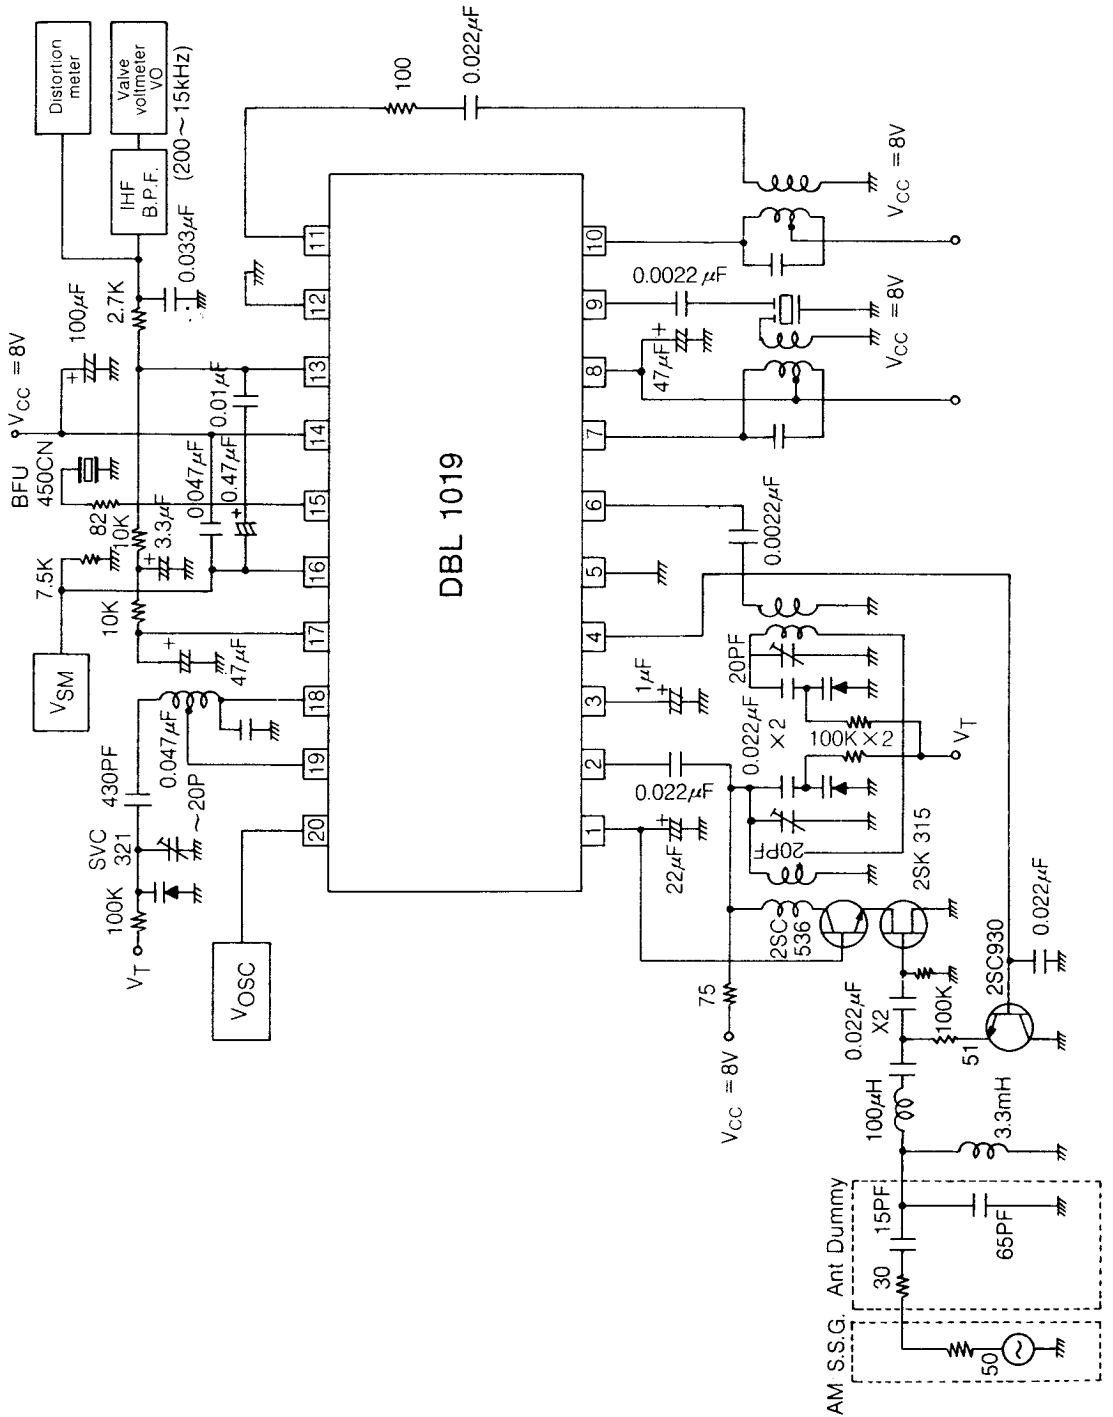 Distortion
meter
Valve
voltmeter
VO
(200~15kHz)
IHF
B.P.F.
0.033μF
2.7K
100μF
VCC = 8V
BFU
450CN
82
7.5K
10K
3.3μF
10K
VSM
47μF
0.047μF
0.47μF
0.01μF
100
0.022μF
SVC
321
430PF
0.047μF
~20P
100K
VT
VOSC
20
19
18
17
16
15
14
13
12
11
DBL 1019
1
2
3
4
5
6
7
8
9
10
22μF
0.022μF
1μF
0.0022μF
47μF
0.0022μF
VCC = 8V
VCC = 8V
20PF
0.022μF
X2
100K X2
VT
20PF
2SK 315
2SC
536
75
VCC = 8V
0.022μF
X2
100K
51
2SC930
0.022μF
100μH
3.3mH
Ant Dummy
15PF
30
65PF
AM S.S.G.
50